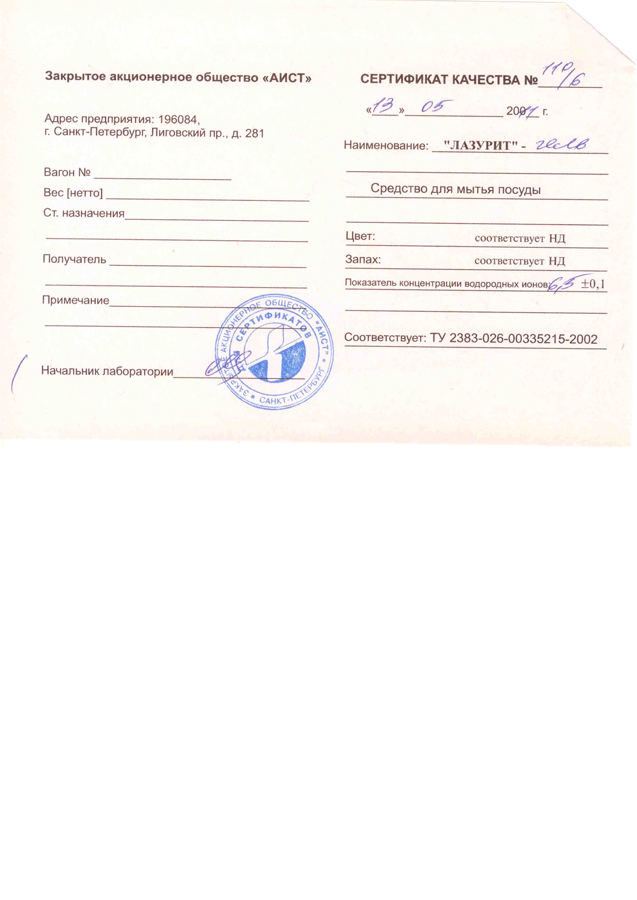 Закрытое акционерное общество «АИСТ»
Адрес предприятия: 196084,
г. Санкт-Петербург, Лиговский пр., д. 281
Вагон №
Вес [нетто]
Ст. назначения
Получатель
Примечание
Начальник лаборатории
ЗАКРЫТОЕ АКЦИОНЕРНОЕ ОБЩЕСТВО «АИСТ»
САНКТ-ПЕТЕРБУРГ
СЕРТИФИКАТОВ
СЕРТИФИКАТ КАЧЕСТВА № 110/6
«13» 05 г.
Наименование: "ЛАЗУРИТ" -
Средство для мытья посуды
Цвет: соответствует НД
Запах: соответствует НД
Показатель концентрации водородных ионов 6,5 ±0,1
Соответствует: ТУ 2383-026-00335215-2002